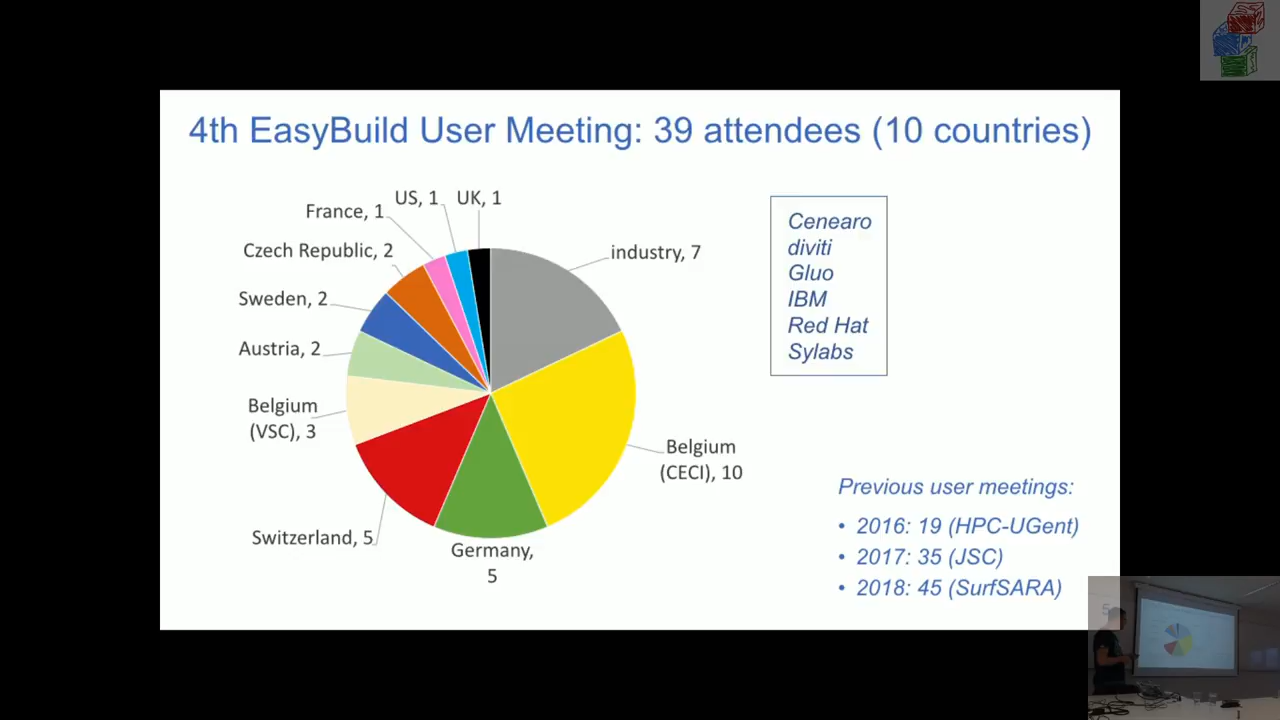 4th EasyBuild User Meeting: 39 attendees (10 countries)
US, 1
UK, 1
France, 1
Czech Republic, 2
industry, 7
Sweden, 2
Austria, 2
Belgium
(VSC), 3
Belgium
(CECI), 10
Switzerland, 5
Germany,
5
Cenearo
diviti
Gluo
IBM
Red Hat
Sylabs
Previous user meetings:
• 2016: 19 (HPC-UGent)
• 2017: 35 (JSC)
• 2018: 45 (SurfSARA)